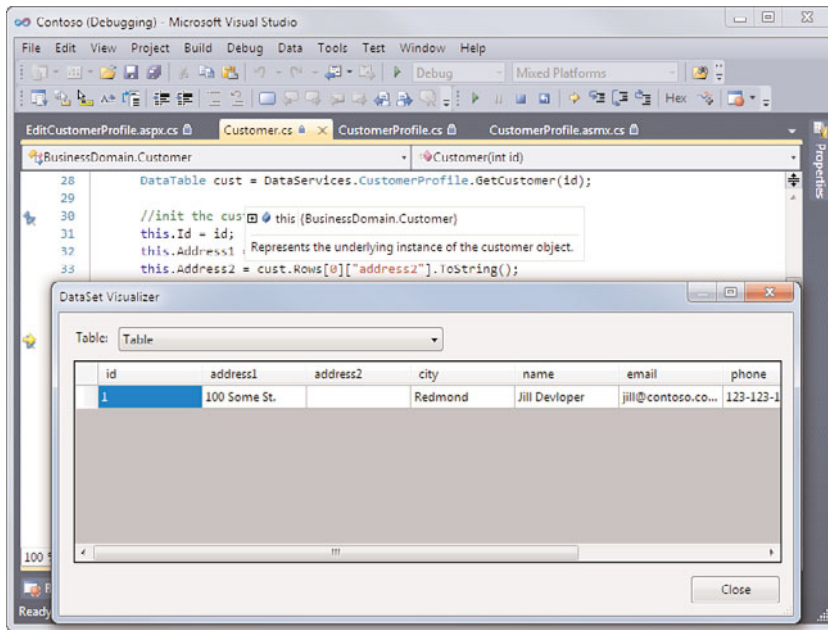 Contoso (Debugging) - Microsoft Visual Studio
File Edit View Project Build Debug Data Tools Test Window Help
Debug Mixed Platforms
Hex
EditCustomerProfile.aspx.cs Customer.cs CustomerProfile.cs CustomerProfile.asmx.cs
Properties
BusinessDomain.Customer Customer(int id)
28 DataTable cust = DataServices.CustomerProfile.GetCustomer(id);
29
30 //init the cus
this (BusinessDomain.Customer)
31 this.Id = id;
Represents the underlying instance of the customer object.
32 this.Address1
33 this.Address2 = cust.Rows[0]["address2"].ToString();
DataSet Visualizer
Table: Table
id address1 address2 city name email phone
1 100 Some St. Redmond Jill Devloper jill@contoso.co... 123-123-1
100
Close
Ready